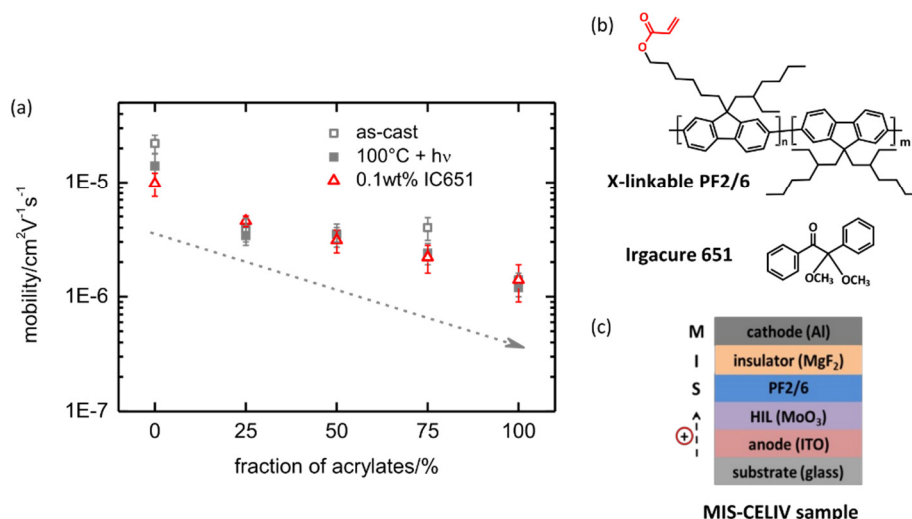 (a)
mobility/cm²V⁻¹s⁻¹
1E-5
1E-6
1E-7
as-cast
100°C + hν
0.1wt% IC651
0 25 50 75 100
fraction of acrylates/%
(b)
O
O
n
m
X-linkable PF2/6
Irgacure 651
O
OCH₃
OCH₃
(c)
M cathode (Al)
I insulator (MgF₂)
S PF2/6
HIL (MoO₃)
+ anode (ITO)
substrate (glass)
MIS-CELIV sample